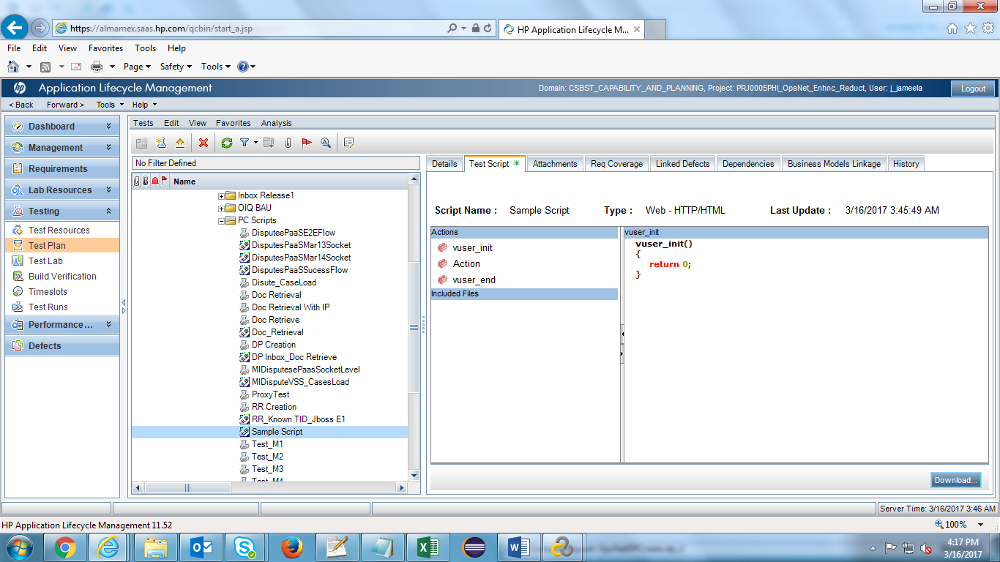 https://almamex.saas.hp.com/qcbin/start_a.jsp
HP Application Lifecycle M...
File Edit View Favorites Tools Help
Page Safety Tools
hp Application Lifecycle Management
Domain: CSBST_CAPABILITY_AND_PLANNING, Project: PRJ0005PHI_OpsNet_Enhnc_Reduct, User: j_jameela
Logout
< Back Forward > Tools Help
Dashboard
Management
Requirements
Lab Resources
Testing
Test Resources
Test Plan
Test Lab
Build Verification
Timeslots
Test Runs
Performance...
Defects
Tests Edit View Favorites Analysis
No Filter Defined
Name
Inbox Release1
OIQ BAU
PC Scripts
DisputeePaaSE2EFlow
DisputesPaaSMar13Socket
DisputesPaaSMar14Socket
DisputesPaaSSucessFlow
Disute_CaseLoad
Doc Retrieval
Doc Retrieval With IP
Doc Retrieve
Doc_Retrieval
DP Creation
DP Inbox_Doc Retrieve
MIDisputesePaasSocketLevel
MIDisputeVSS_CasesLoad
ProxyTest
RR Creation
RR_Known TID_Jboss E1
Sample Script
Test_M1
Test_M2
Test_M3
Test_M4
Details Test Script * Attachments Req Coverage Linked Defects Dependencies Business Models Linkage History
Script Name : Sample Script Type : Web - HTTP/HTML Last Update : 3/16/2017 3:45:49 AM
Actions
vuser_init
Action
vuser_end
Included Files
vuser_init
vuser_init()
{
return 0;
}
Download...
Server Time: 3/16/2017 3:46 AM
HP Application Lifecycle Management 11.52
100%
4:17 PM
3/16/2017